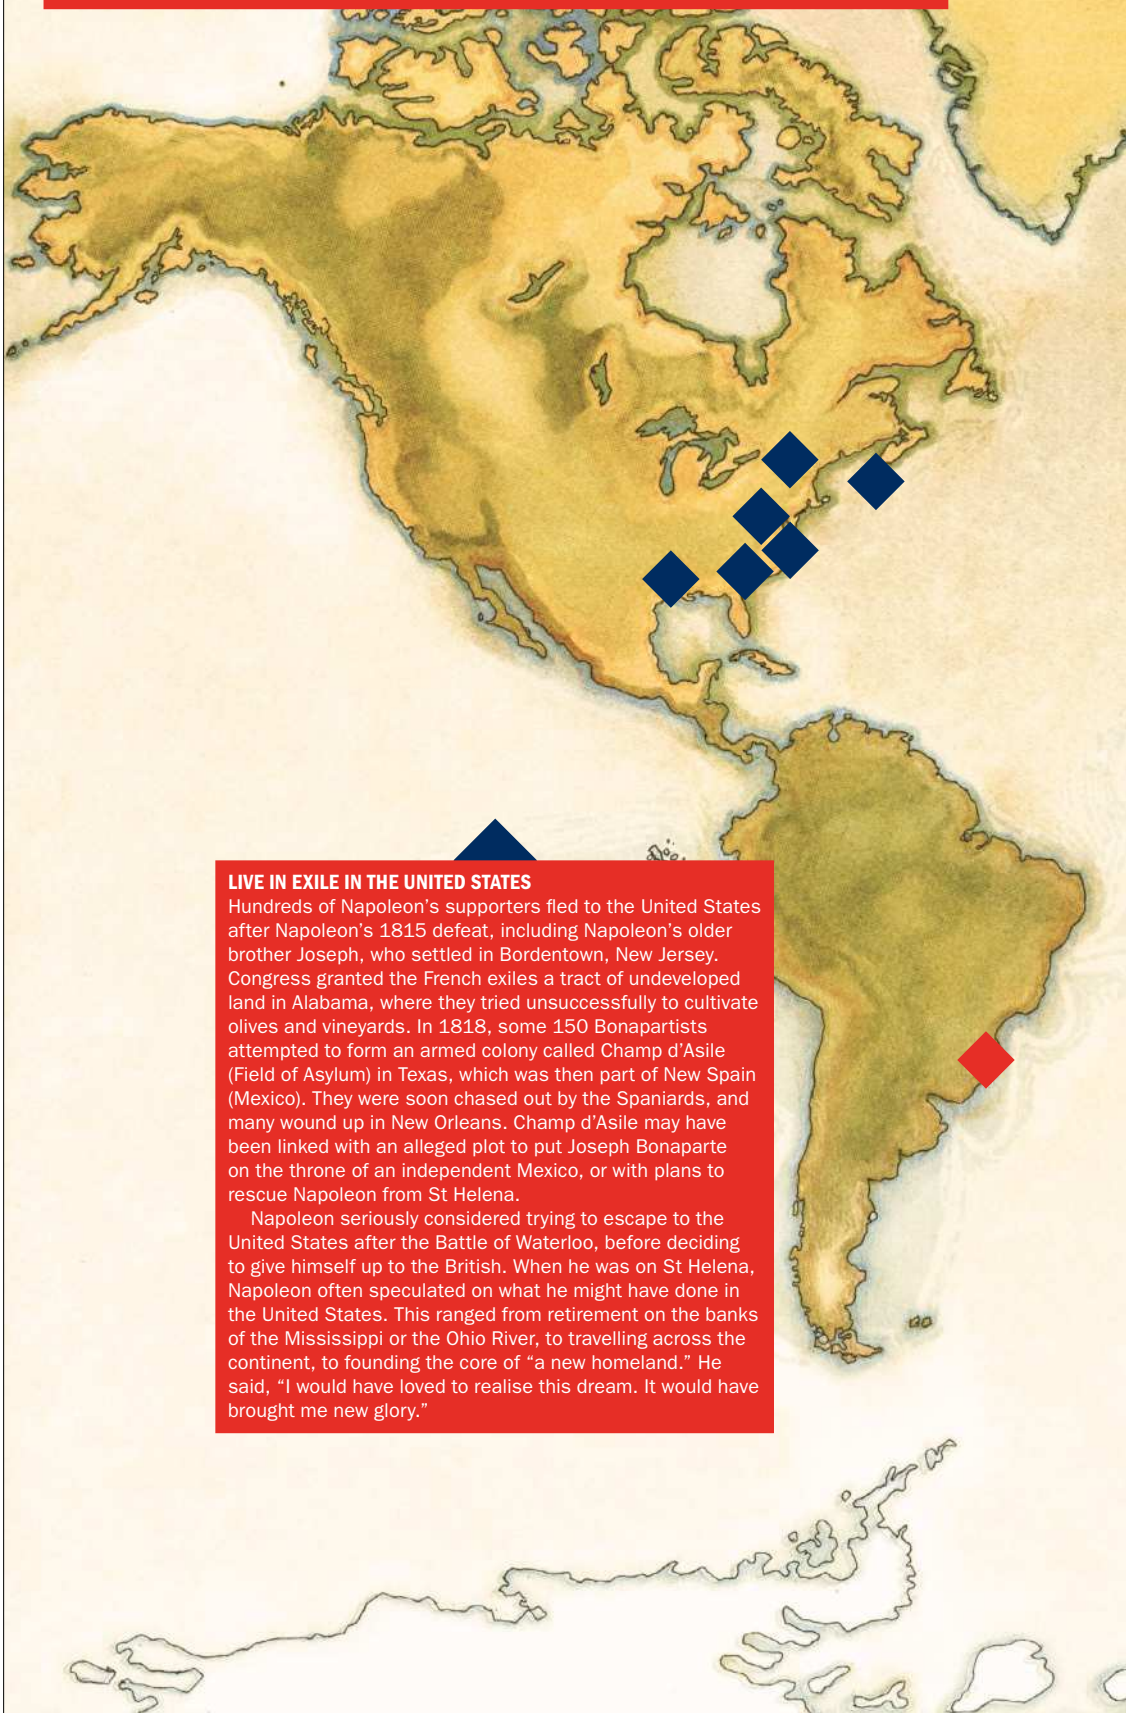 LIVE IN EXILE IN THE UNITED STATES
Hundreds of Napoleon’s supporters fled to the United States
after Napoleon’s 1815 defeat, including Napoleon’s older
brother Joseph, who settled in Bordentown, New Jersey.
Congress granted the French exiles a tract of undeveloped
land in Alabama, where they tried unsuccessfully to cultivate
olives and vineyards. In 1818, some 150 Bonapartists
attempted to form an armed colony called Champ d’Asile
(Field of Asylum) in Texas, which was then part of New Spain
(Mexico). They were soon chased out by the Spaniards, and
many wound up in New Orleans. Champ d’Asile may have
been linked with an alleged plot to put Joseph Bonaparte
on the throne of an independent Mexico, or with plans to
rescue Napoleon from St Helena.
Napoleon seriously considered trying to escape to the
United States after the Battle of Waterloo, before deciding
to give himself up to the British. When he was on St Helena,
Napoleon often speculated on what he might have done in
the United States. This ranged from retirement on the banks
of the Mississippi or the Ohio River, to travelling across the
continent, to founding the core of “a new homeland.” He
said, “I would have loved to realise this dream. It would have
brought me new glory.”